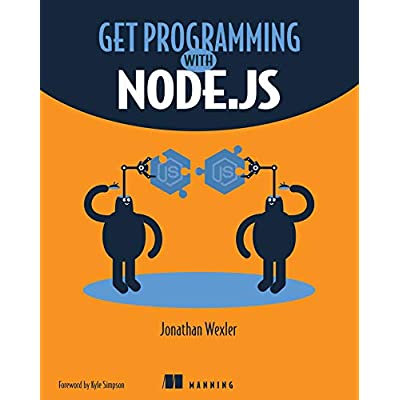 GET PROGRAMMING
WITH
NODE.JS
JS JS
Jonathan Wexler
Foreword by Kyle Simpson
MANNING